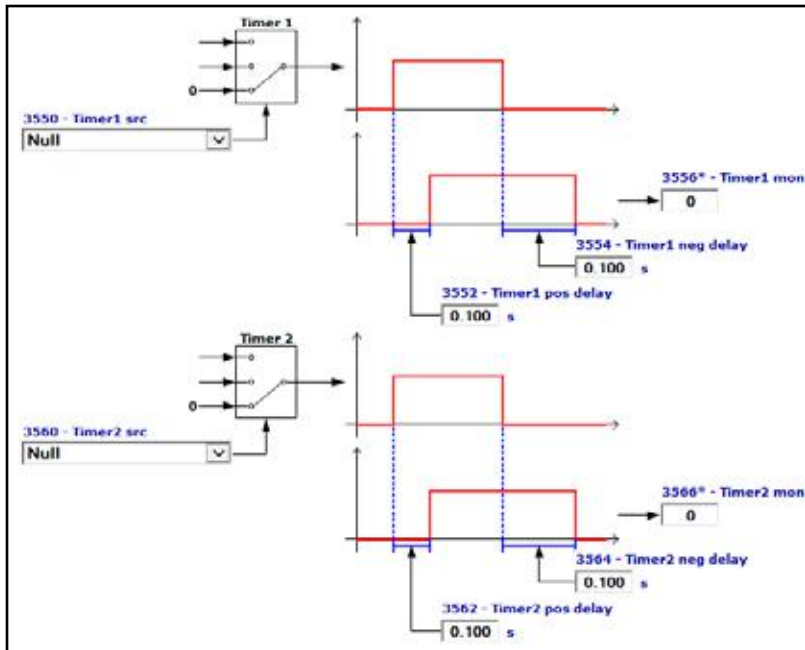 Timer 1
0
3550 - Timer1 src
Null
3556* - Timer1 mon
0
3554 - Timer1 neg delay
0.100 s
3552 - Timer1 pos delay
0.100 s
Timer 2
0
3560 - Timer2 src
Null
3566* - Timer2 mon
0
3564 - Timer2 neg delay
0.100 s
3562 - Timer2 pos delay
0.100 s